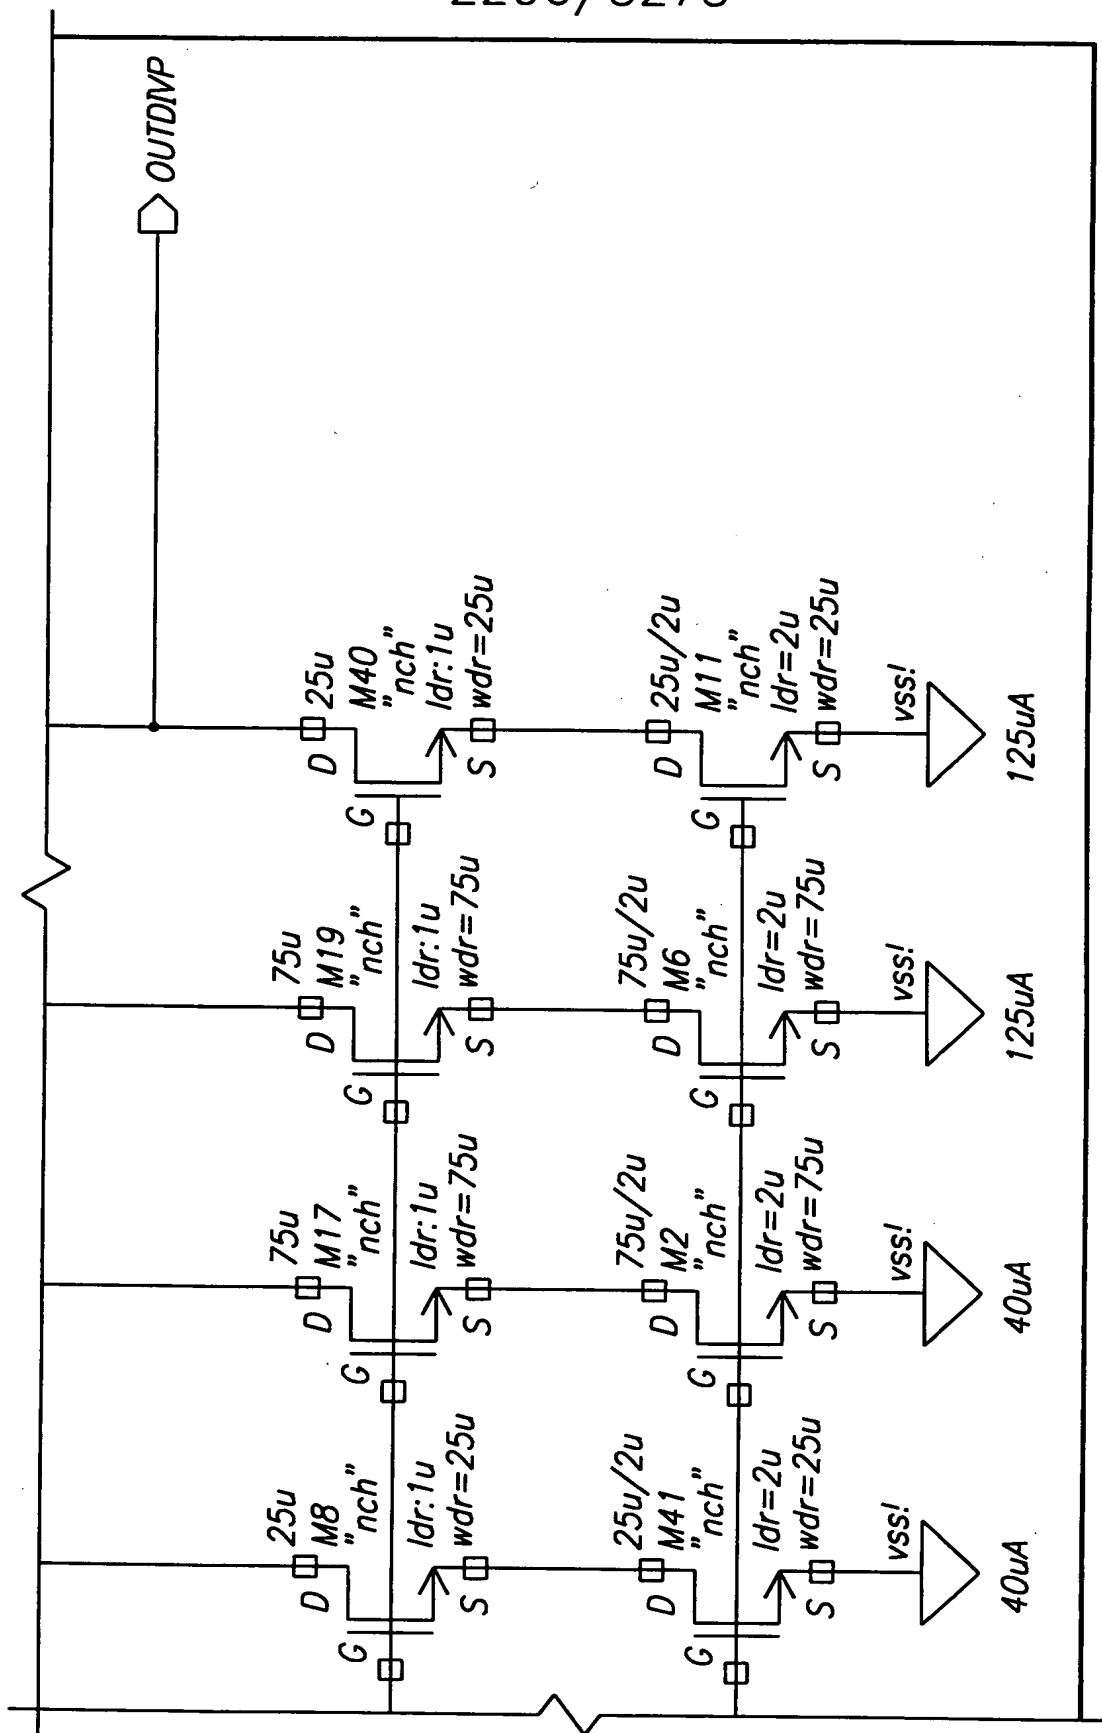 OUTDIVP
25u
M8
"nch"
ldr:1u
wdr=25u
D
G
S
75u
M17
"nch"
ldr:1u
wdr=75u
D
G
S
75u
M19
"nch"
ldr:1u
wdr=75u
D
G
S
25u
M40
"nch"
ldr:1u
wdr=25u
D
G
S
25u/2u
M41
"nch"
ldr=2u
wdr=25u
D
G
S
vss!
40uA
75u/2u
M2
"nch"
ldr=2u
wdr=75u
D
G
S
vss!
40uA
75u/2u
M6
"nch"
ldr=2u
wdr=75u
D
G
S
vss!
125uA
25u/2u
M11
"nch"
ldr=2u
wdr=25u
D
G
S
vss!
125uA